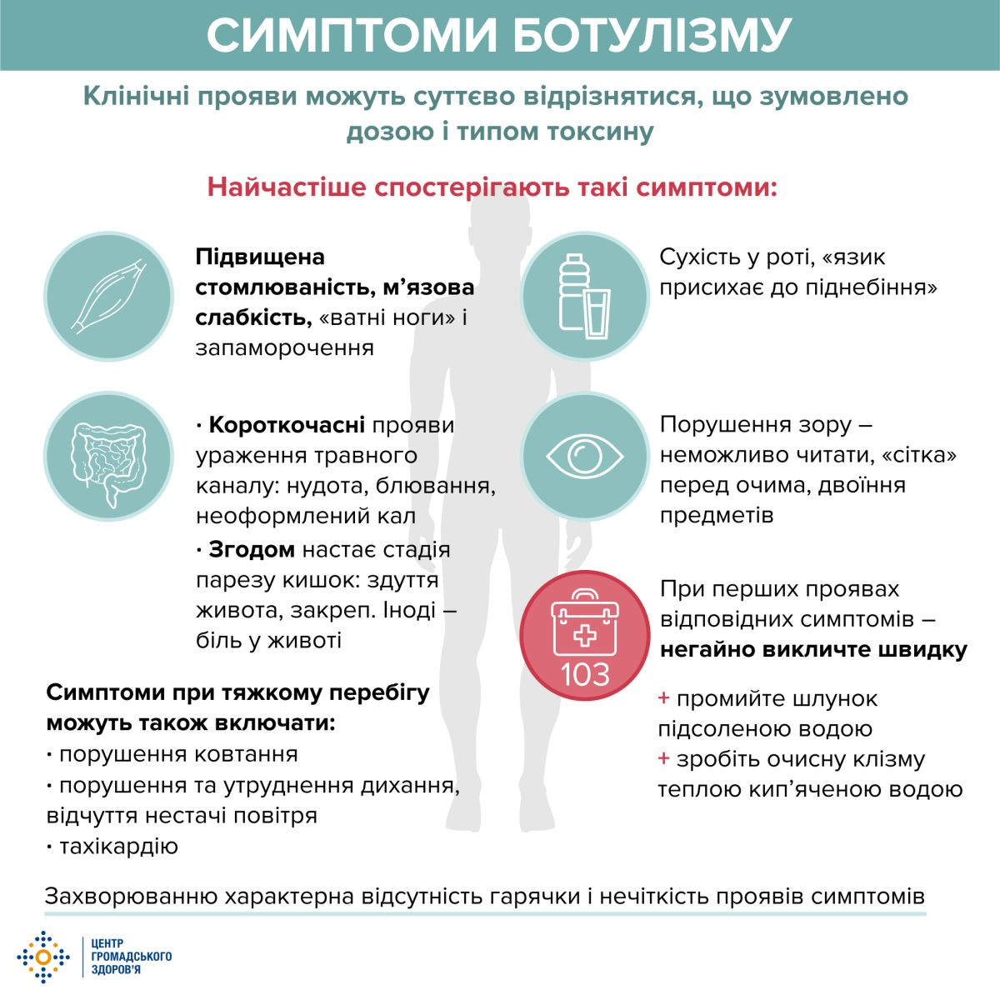 СИМПТОМИ БОТУЛІЗМУ
Клінічні прояви можуть суттєво відрізнятися, що зумовлено
дозою і типом токсину
Найчастіше спостерігають такі симптоми:
Підвищена
стомлюваність, м’язова
слабкість, «ватні ноги» і
запаморочення
Сухість у роті, «язик
присихає до піднебіння»
· Короткочасні прояви
ураження травного
каналу: нудота, блювання,
неоформлений кал
· Згодом настає стадія
парезу кишок: здуття
живота, закреп. Іноді –
біль у животі
Порушення зору –
неможливо читати, «сітка»
перед очима, двоїння
предметів
103
При перших проявах
відповідних симптомів –
негайно викличте швидку
+ промийте шлунок
підсоленою водою
+ зробіть очисну клізму
теплою кип’яченою водою
Симптоми при тяжкому перебігу
можуть також включати:
· порушення ковтання
· порушення та утруднення дихання,
відчуття нестачі повітря
· тахікардію
Захворюванню характерна відсутність гарячки і нечіткість проявів симптомів
ЦЕНТР
ГРОМАДСЬКОГО
ЗДОРОВ'Я